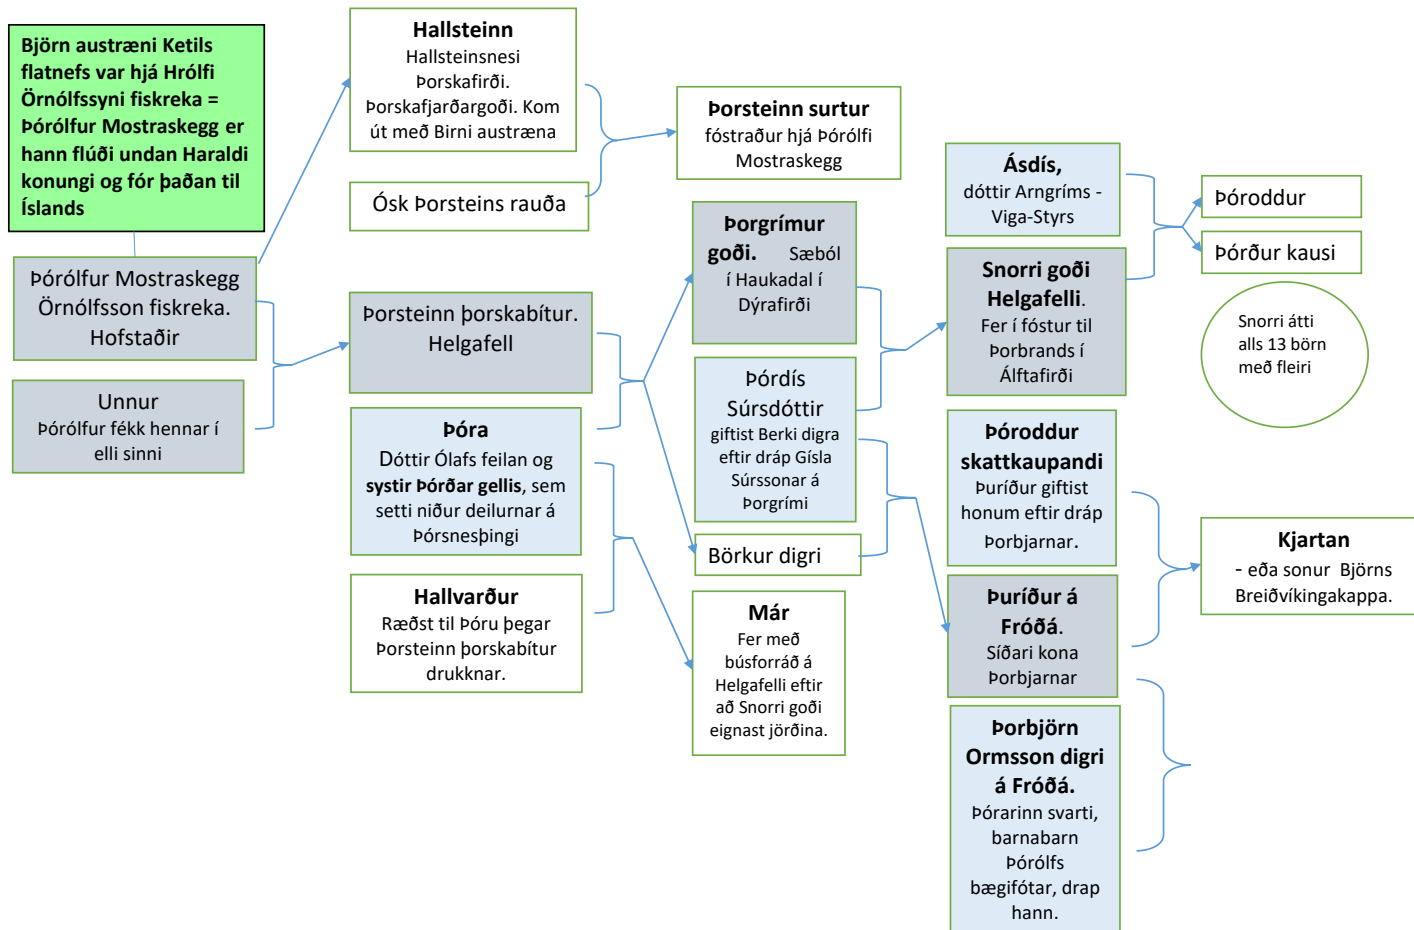 Björn austræni Ketils
flatnefs var hjá Hrólfi
Örnólfssyni fiskreka =
Þórólfur Mostraskegg er
hann flúði undan Haraldi
konungi og fór þaðan til
Íslands
Þórólfur Mostraskegg
Örnólfsson fiskreka.
Hofstaðir
Unnur
Þórólfur fékk hennar í
elli sinni
Hallsteinn
Hallsteinsnesi
Þorskafirði.
Þorskafjarðargoði. Kom
út með Birni austræna
Ósk Þorsteins rauða
Þorsteinn þorskabítur.
Helgafell
Þóra
Dóttir Ólafs feilan og
systir Þórðar gellis, sem
setti niður deilurnar á
Þórsnesþingi
Hallvarður
Ræðst til Þóru þegar
Þorsteinn þorskabítur
drukknar.
Þorsteinn surtur
fóstraður hjá Þórólfi
Mostraskegg
Þorgrímur
goði. Sæból
í Haukadal í
Dýrafirði
Þórdís
Súrsdóttir
giftist Berki digra
eftir dráp Gísla
Súrssonar á
Þorgrími
Börkur digri
Már
Fer með
búsforráð á
Helgafelli eftir
að Snorri goði
eignast jörðina.
Ásdís,
dóttir Arngríms -
Viga-Styrs
Snorri goði
Helgafelli.
Fer í fóstur til
Þorbrands í
Álftafirði
Þóroddur
skattkaupandi
Þuríður giftist
honum eftir dráp
Þorbjarnar.
Þuríður á
Fróðá.
Síðari kona
Þorbjarnar
Þorbjörn
Ormsson digri
á Fróðá.
Þórarinn svarti,
barnabarn
Þórólfs
bægifótar, drap
hann.
Þóroddur
Þórður kausi
Snorri átti
alls 13 börn
með fleiri
Kjartan
- eða sonur Björns
Breiðvíkingakappa.